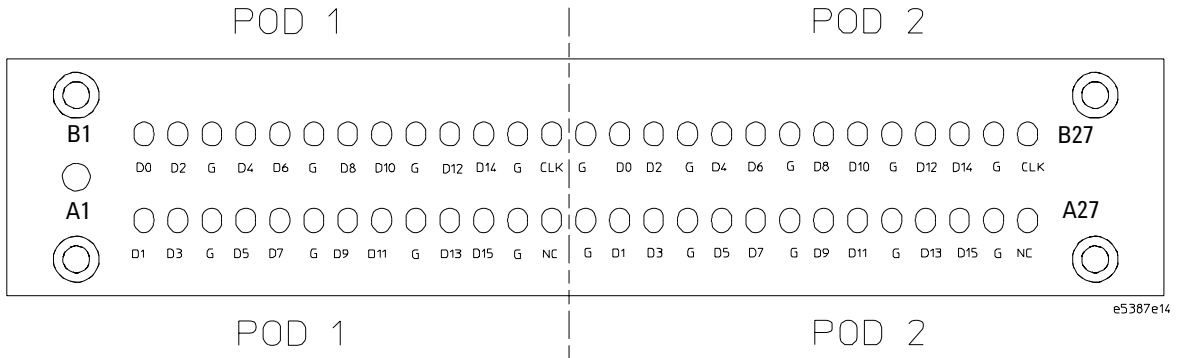 POD 1 POD 2
B1 B27
D0 D2 G D4 D6 G D8 D10 G D12 D14 G CLK G D0 D2 G D4 D6 G D8 D10 G D12 D14 G CLK
A1 A27
D1 D3 G D5 D7 G D9 D11 G D13 D15 G NC G D1 D3 G D5 D7 G D9 D11 G D13 D15 G NC
e5387e14
POD 1 POD 2